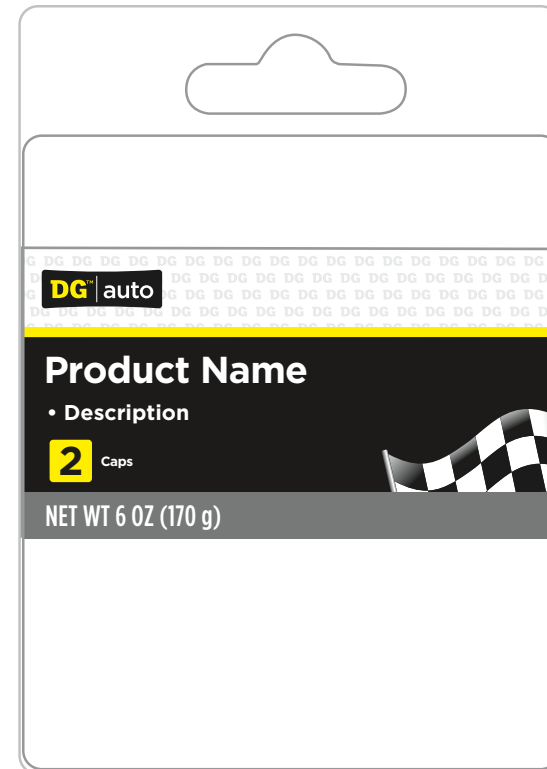 DG™ auto
Product Name
• Description
2 Caps
NET WT 6 OZ (170 g)